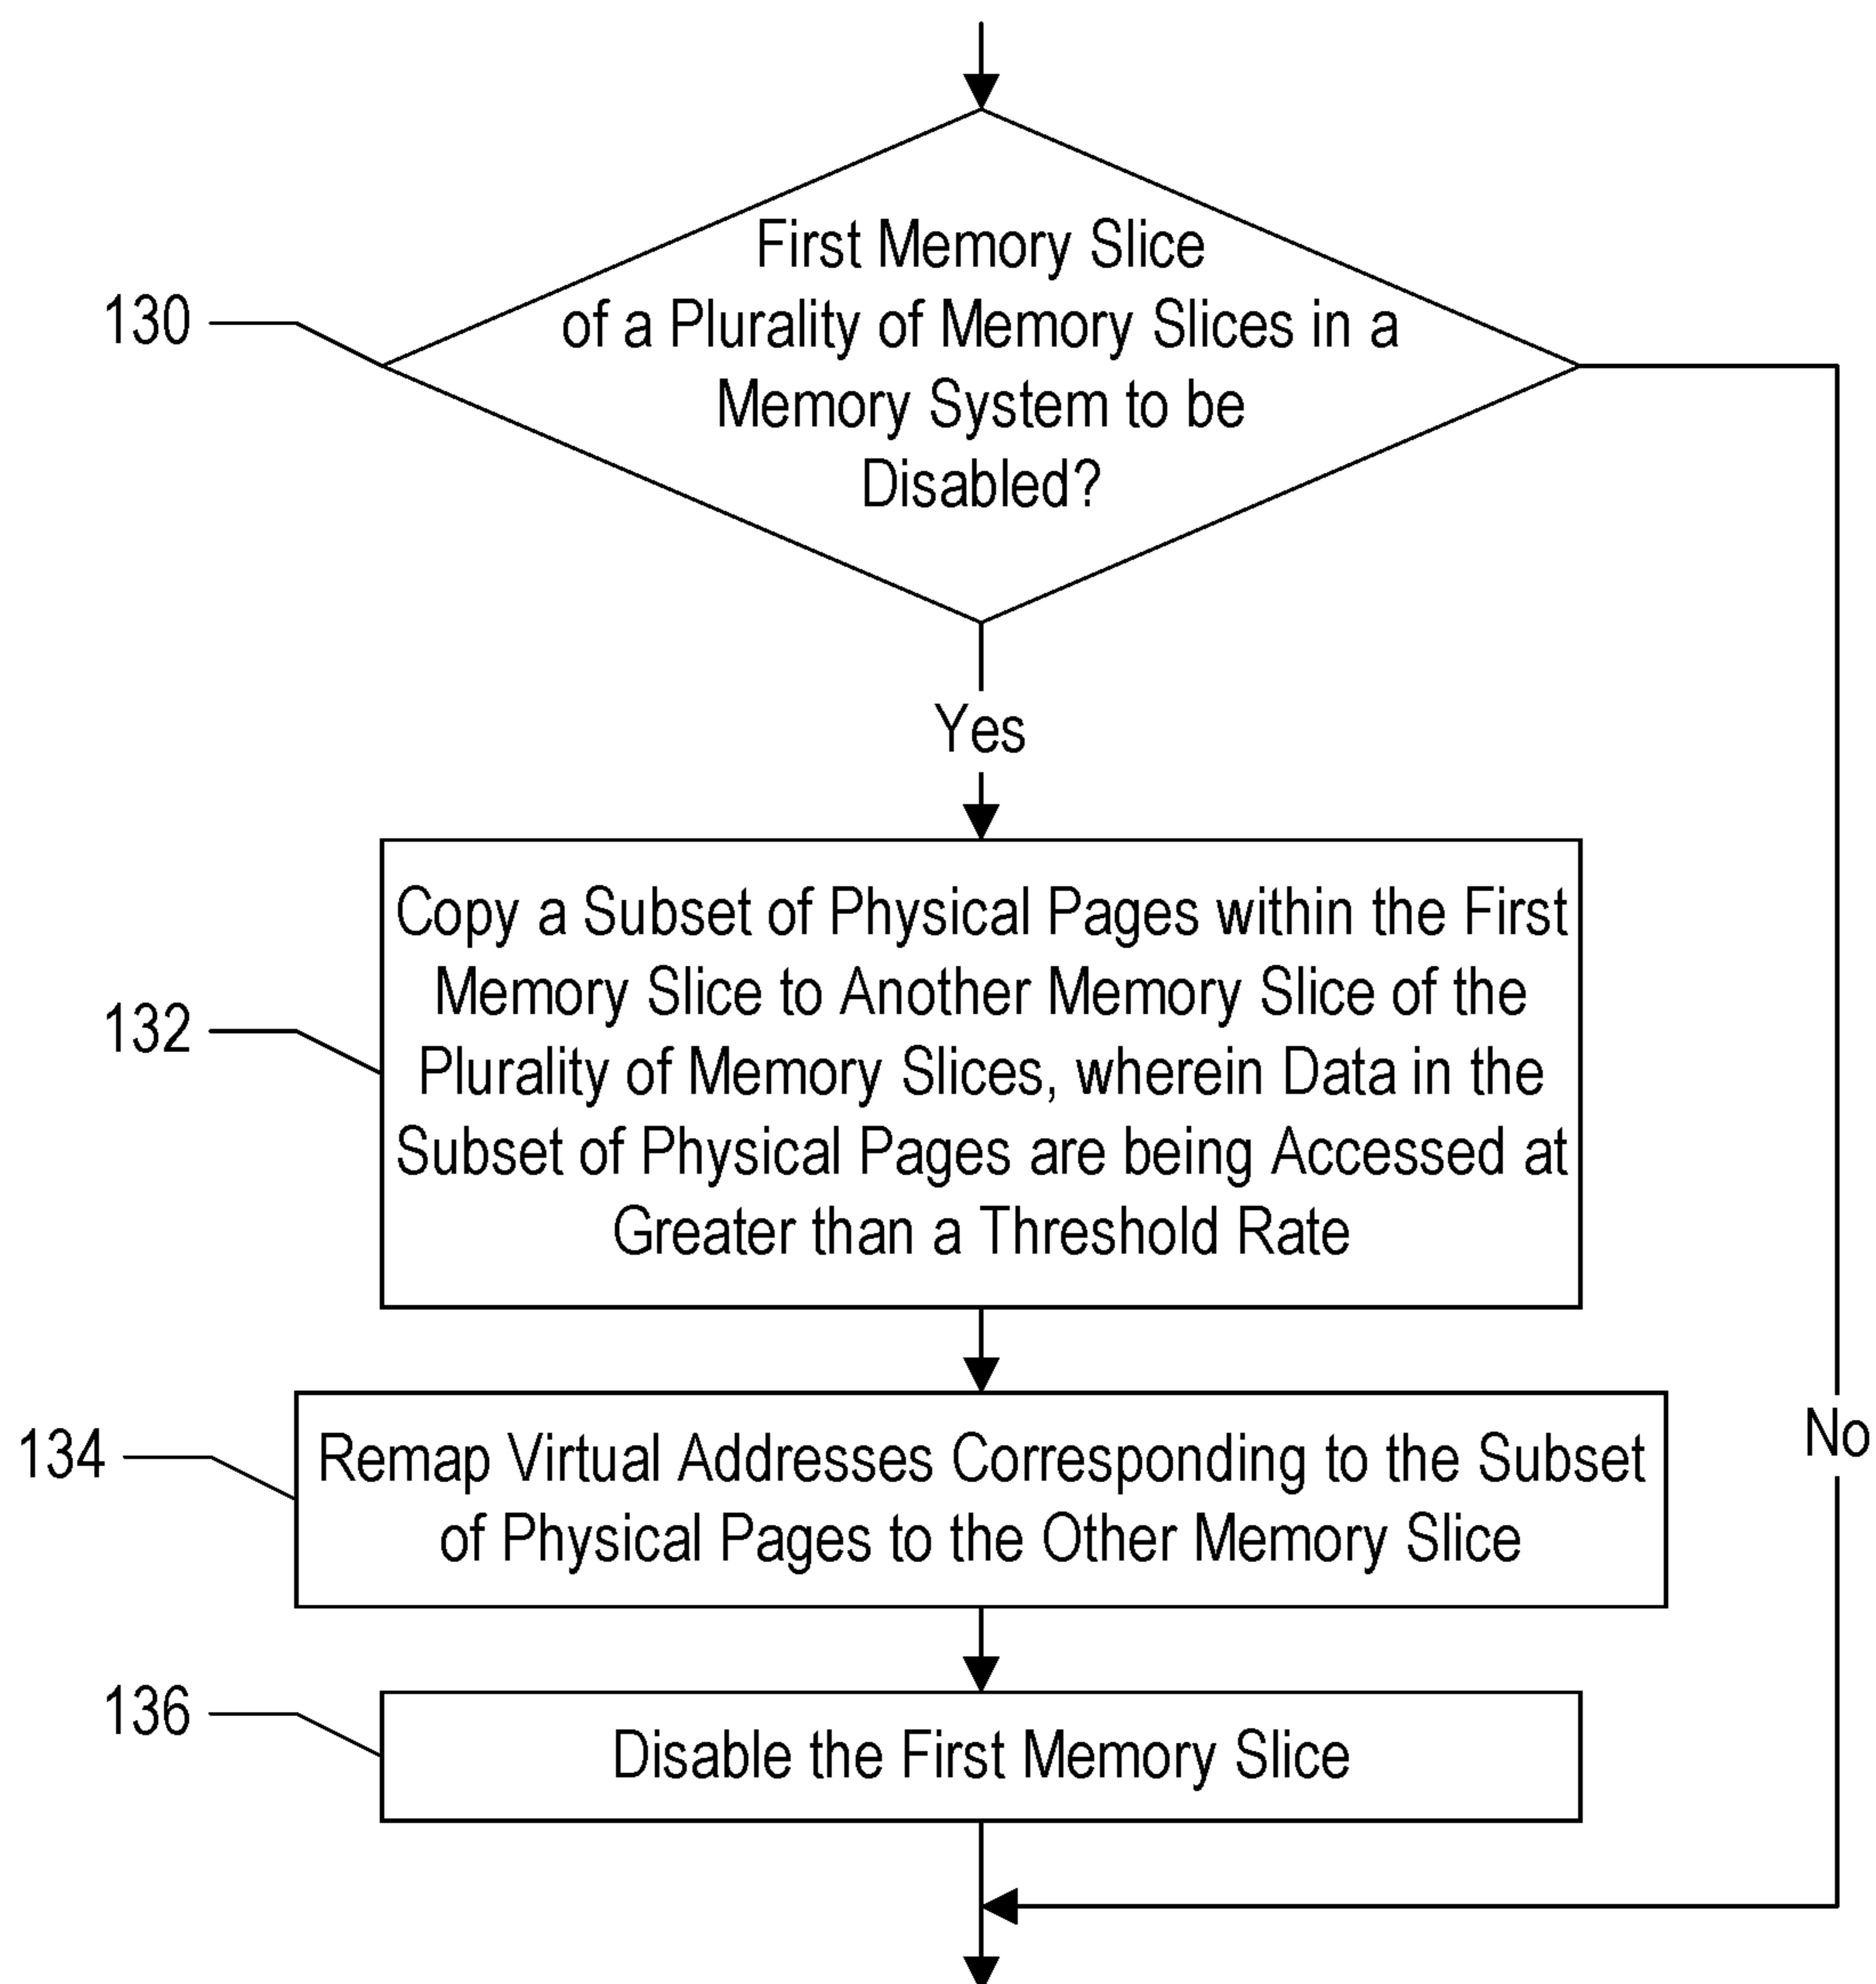 First Memory Slice
of a Plurality of Memory Slices in a
Memory System to be
Disabled?
130
Yes
Copy a Subset of Physical Pages within the First
Memory Slice to Another Memory Slice of the
Plurality of Memory Slices, wherein Data in the
Subset of Physical Pages are being Accessed at
Greater than a Threshold Rate
132
Remap Virtual Addresses Corresponding to the Subset
of Physical Pages to the Other Memory Slice
134
No
Disable the First Memory Slice
136